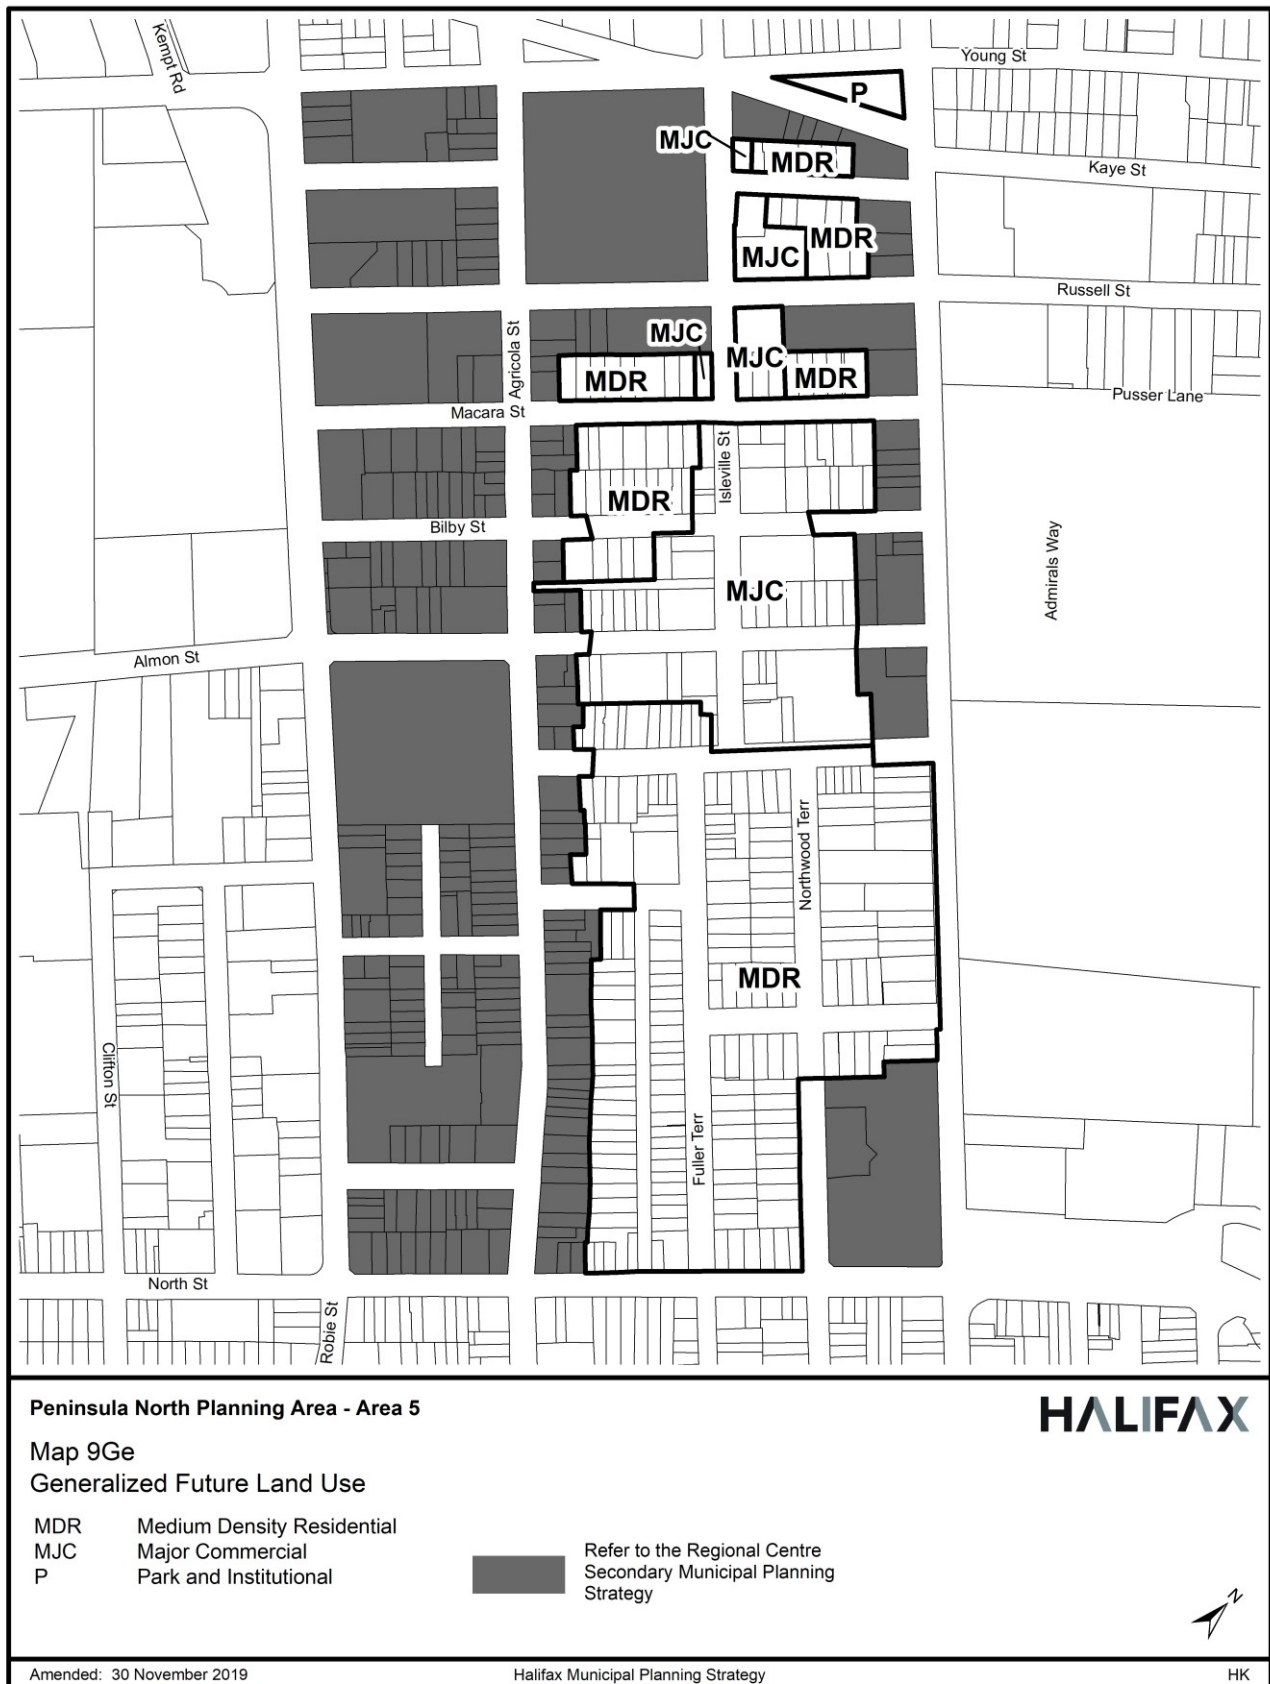 Kempt Rd
Young St
P
MJC
MDR
Kaye St
MDR
MJC
Russell St
MJC
Agricola St
MJC
MDR
MDR
Pusser Lane
Macara St
Isleville St
MDR
Bilby St
Admirals Way
MJC
Almon St
Northwood Terr
MDR
Clifton St
Fuller Terr
North St
Robie St
Peninsula North Planning Area - Area 5
HALIFAX
Map 9Ge
Generalized Future Land Use
MDR Medium Density Residential
MJC Major Commercial
P Park and Institutional
Refer to the Regional Centre
Secondary Municipal Planning
Strategy
N
Amended: 30 November 2019 Halifax Municipal Planning Strategy HK